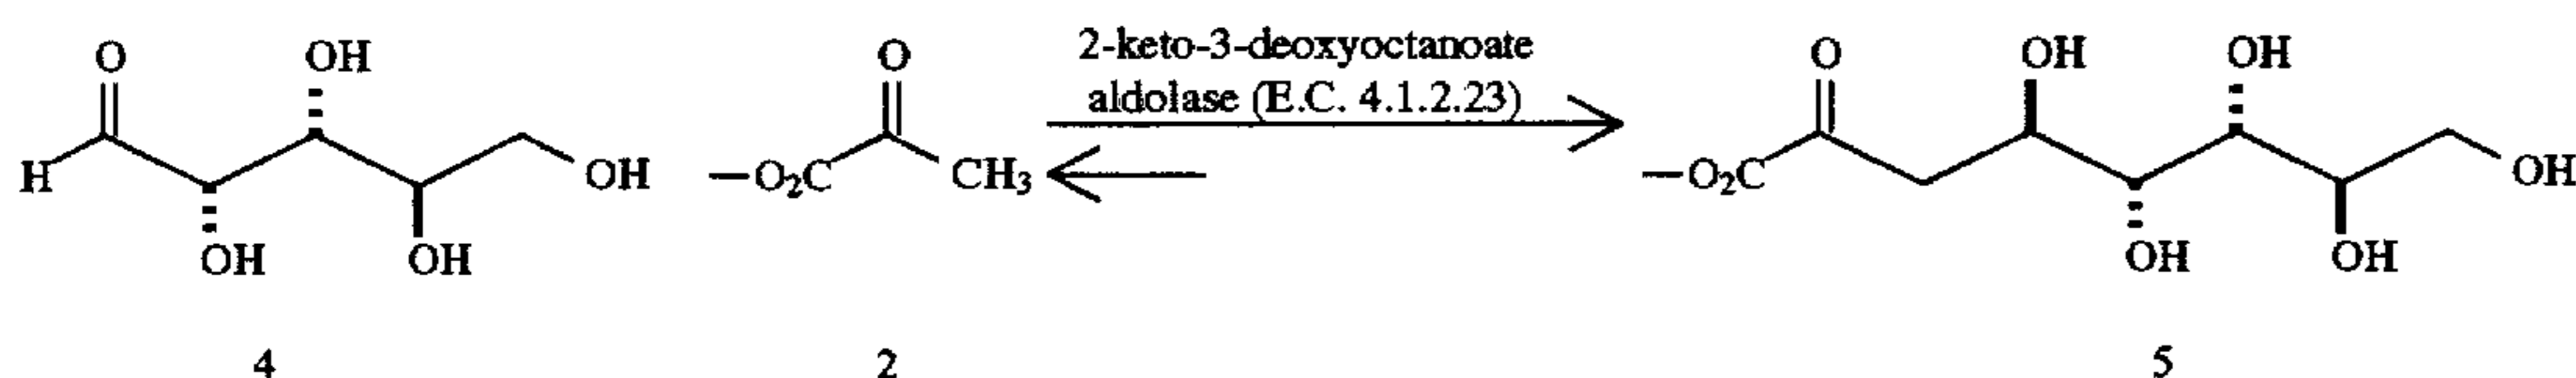 O OH O 2-keto-3-deoxyoctanoate O OH OH
aldolase (E.C. 4.1.2.23)
H OH –O₂C CH₃ –O₂C OH
OH OH OH OH
4 2 5